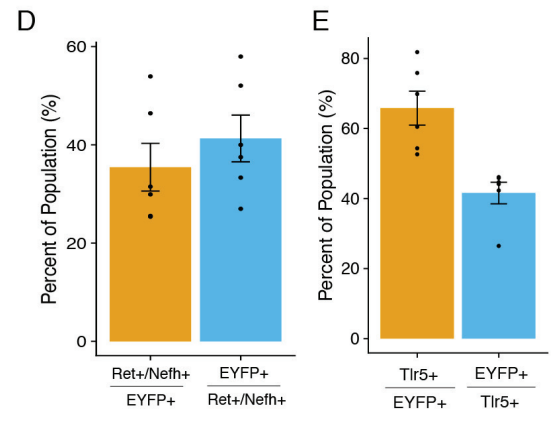 D
Percent of Population (%)
60
40
20
0
Ret+/Nefh+
EYFP+
EYFP+
Ret+/Nefh+
E
Percent of Population (%)
80
60
40
20
0
Tlr5+
EYFP+
EYFP+
Tlr5+